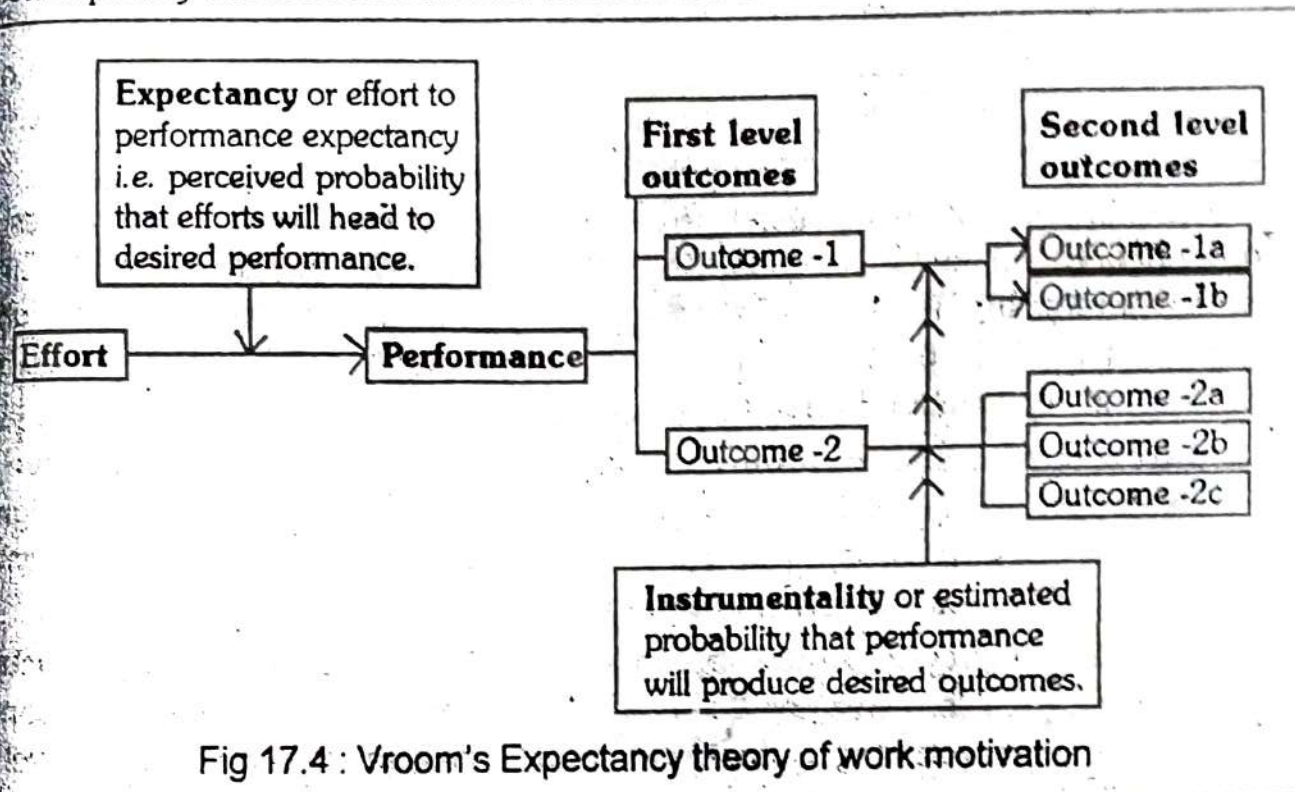 Expectancy or effort to
performance expectancy
i.e. perceived probability
that efforts will head to
desired performance.
First level
outcomes
Second level
outcomes
Outcome -1
Outcome -1a
Outcome -1b
Effort
Performance
Outcome -2
Outcome -2a
Outcome -2b
Outcome -2c
Instrumentality or estimated
probability that performance
will produce desired outcomes.
Fig 17.4 : Vroom's Expectancy theory of work motivation